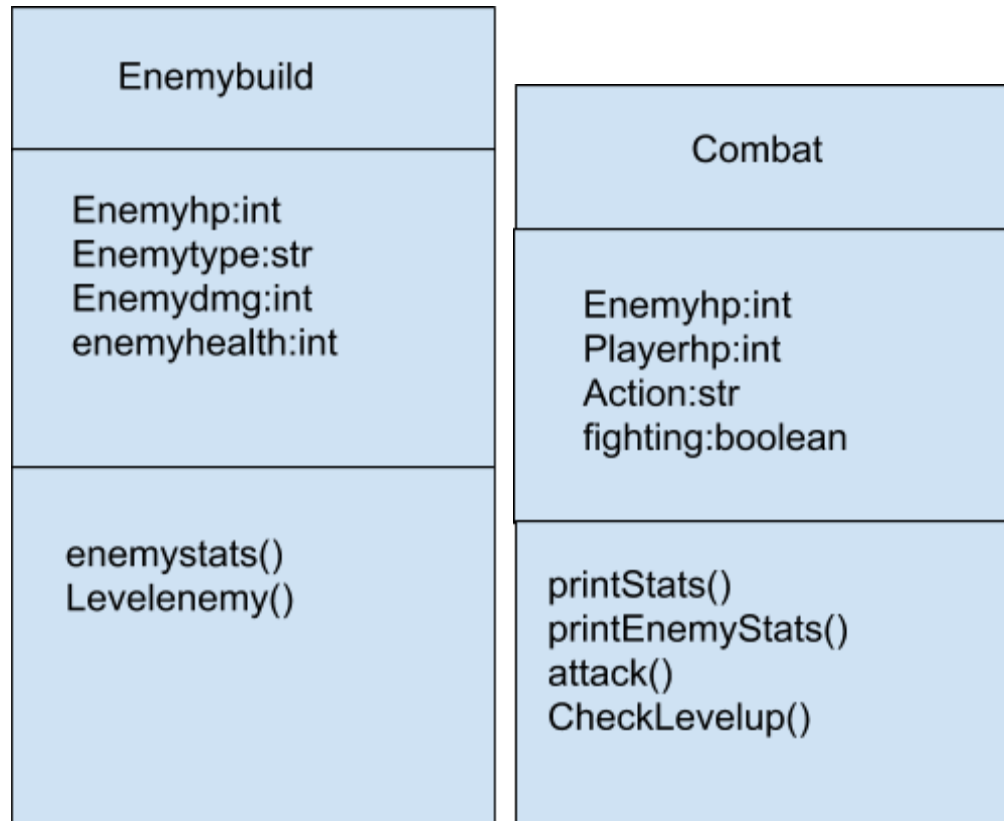 Enemybuild
Enemyhp:int
Enemytype:str
Enemydmg:int
enemyhealth:int
enemystats()
Levelenemy()
Combat
Enemyhp:int
Playerhp:int
Action:str
fighting:boolean
printStats()
printEnemyStats()
attack()
CheckLevelup()